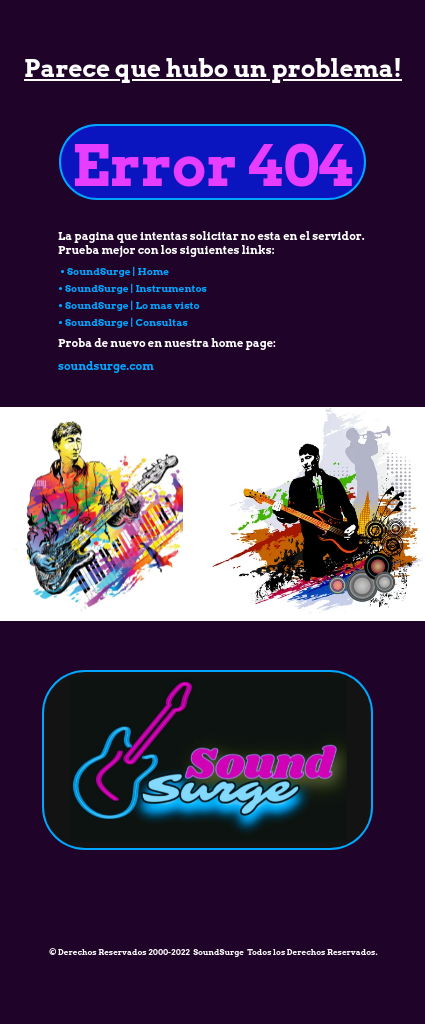 Parece que hubo un problema!
Error 404
La pagina que intentas solicitar no esta en el servidor.
Prueba mejor con los siguientes links:
• SoundSurge | Home
• SoundSurge | Instrumentos
• SoundSurge | Lo mas visto
• SoundSurge | Consultas
Proba de nuevo en nuestra home page:
soundsurge.com
Sound
Surge
© Derechos Reservados 2000-2022 SoundSurge Todos los Derechos Reservados.